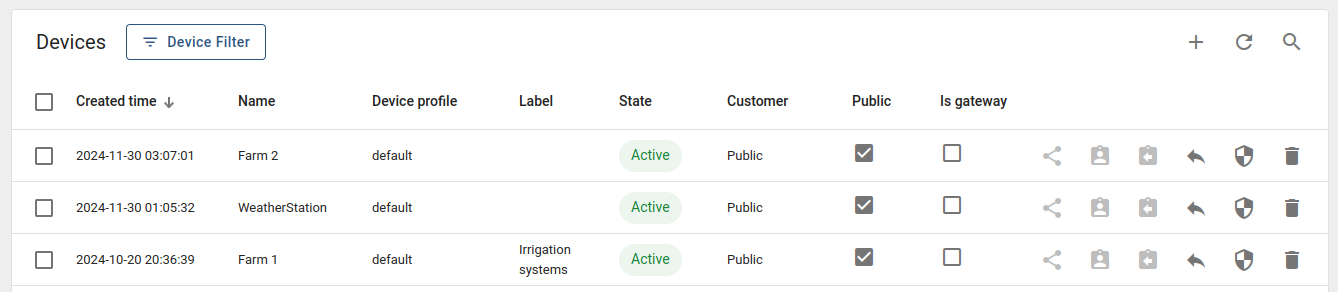 Devices Device Filter
Created time Name Device profile Label State Customer Public Is gateway
2024-11-30 03:07:01 Farm 2 default Active Public
2024-11-30 01:05:32 WeatherStation default Active Public
2024-10-20 20:36:39 Farm 1 default Irrigation systems Active Public